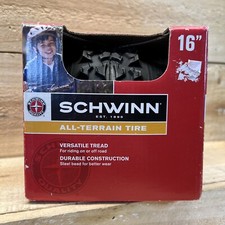 16"
SCHWINN
EST. 1895
ALL-TERRAIN TIRE
VERSATILE TREAD
For riding on or off road
DURABLE CONSTRUCTION
Steel bead for better wear